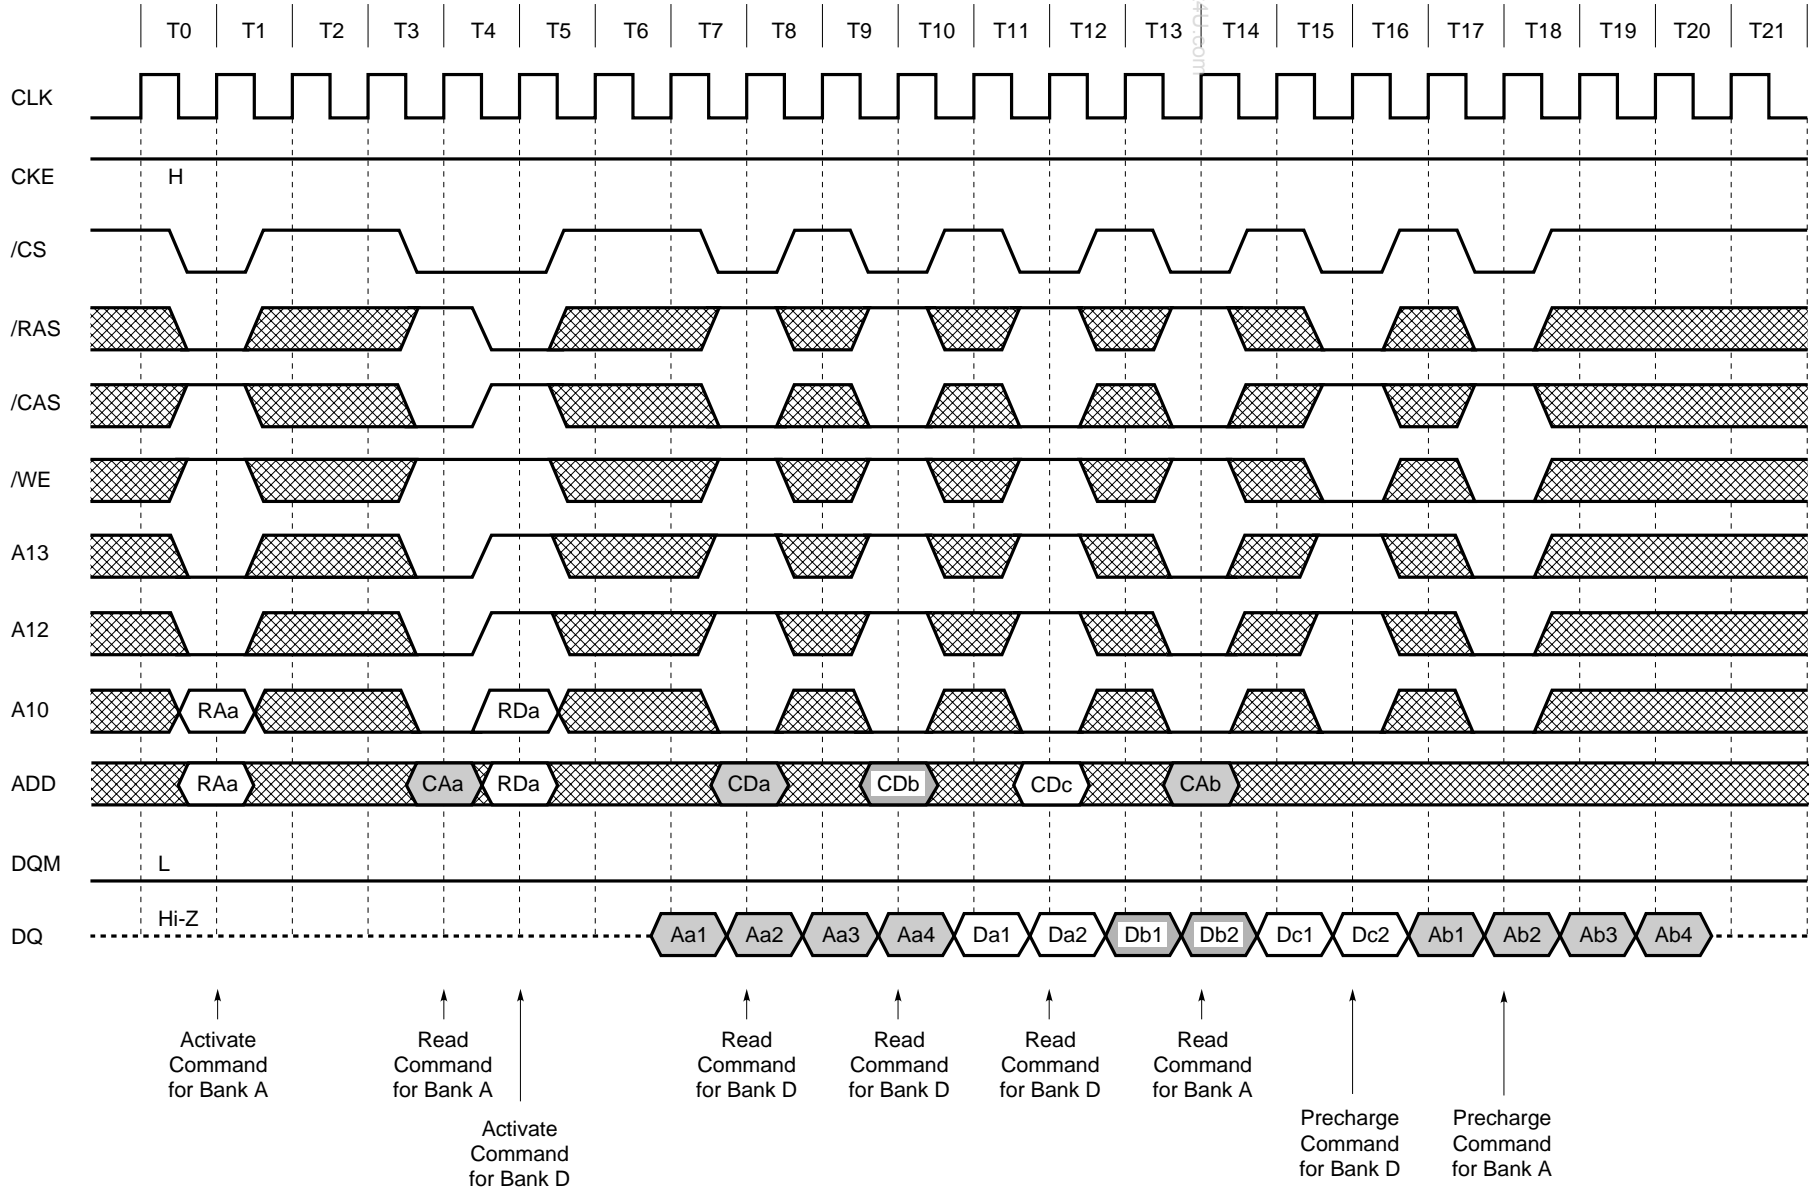 T0 T1 T2 T3 T4 T5 T6 T7 T8 T9 T10 T11 T12 T13 T14 T15 T16 T17 T18 T19 T20 T21
4U.com
CLK
CKE H
/CS
/RAS
/CAS
/WE
A13
A12
A10 RAa RDa
ADD RAa CAa RDa CDa CDb CDc CAb
DQM L
Hi-Z
DQ Aa1 Aa2 Aa3 Aa4 Da1 Da2 Db1 Db2 Dc1 Dc2 Ab1 Ab2 Ab3 Ab4
Activate
Command
for Bank A
Read
Command
for Bank A
Activate
Command
for Bank D
Read
Command
for Bank D
Read
Command
for Bank D
Read
Command
for Bank D
Read
Command
for Bank A
Precharge
Command
for Bank D
Precharge
Command
for Bank A